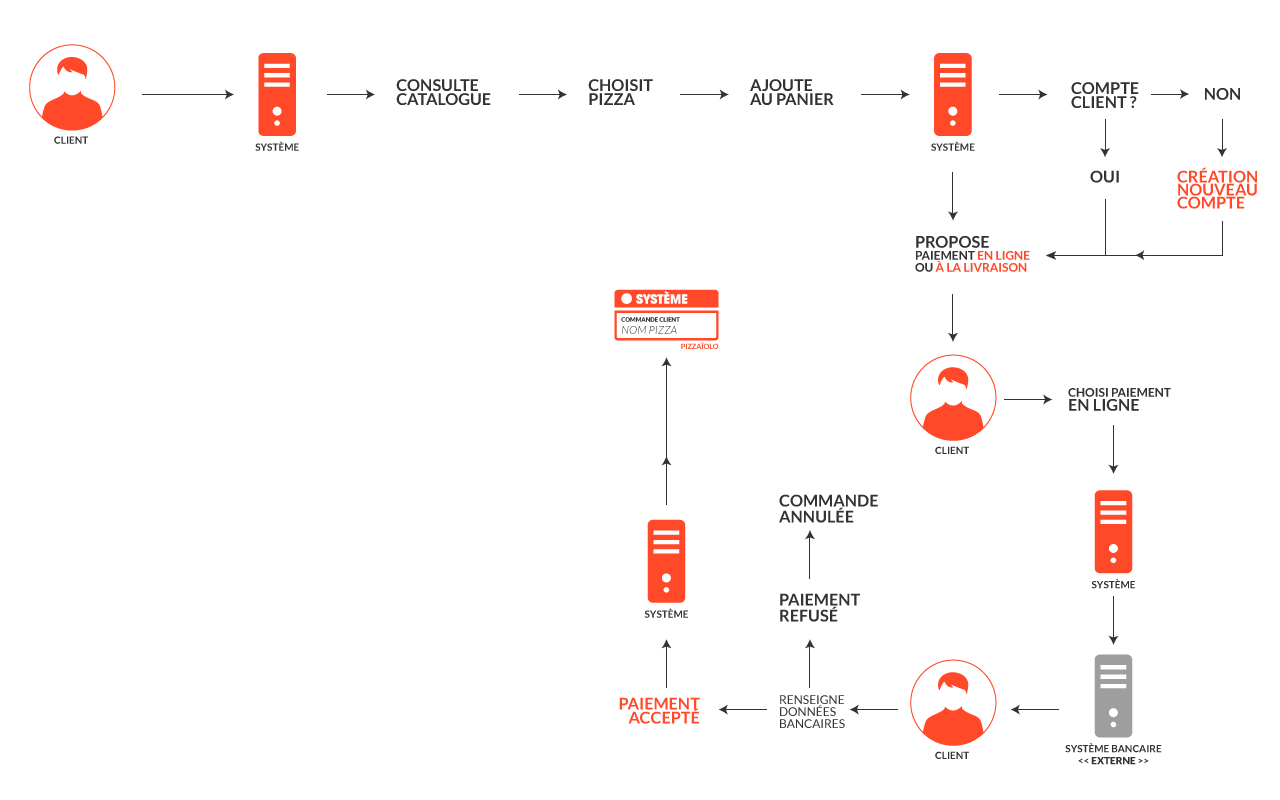 CLIENT
SYSTÈME
CONSULTE
CATALOGUE
CHOISIT
PIZZA
AJOUTE
AU PANIER
SYSTÈME
COMPTE
CLIENT ?
NON
OUI
CRÉATION
NOUVEAU
COMPTE
PROPOSE
PAIEMENT EN LIGNE
OU À LA LIVRAISON
CLIENT
CHOISI PAIEMENT
EN LIGNE
SYSTÈME
SYSTÈME BANCAIRE
<< EXTERNE >>
CLIENT
RENSEIGNE
DONNÉES
BANCAIRES
PAIEMENT
REFUSÉ
COMMANDE
ANNULÉE
PAIEMENT
ACCEPTÉ
SYSTÈME
SYSTÈME
COMMANDE CLIENT
NOM PIZZA
PIZZAÏOLO